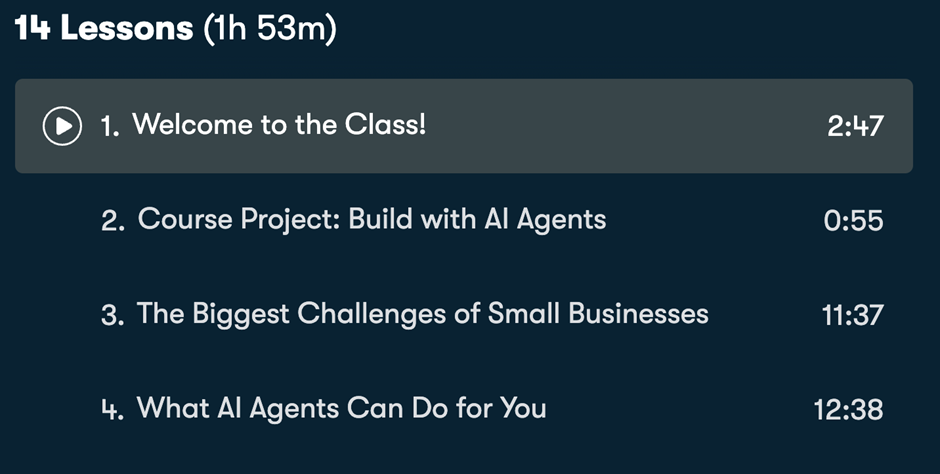 14 Lessons (1h 53m)
1. Welcome to the Class! 2:47
2. Course Project: Build with AI Agents 0:55
3. The Biggest Challenges of Small Businesses 11:37
4. What AI Agents Can Do for You 12:38